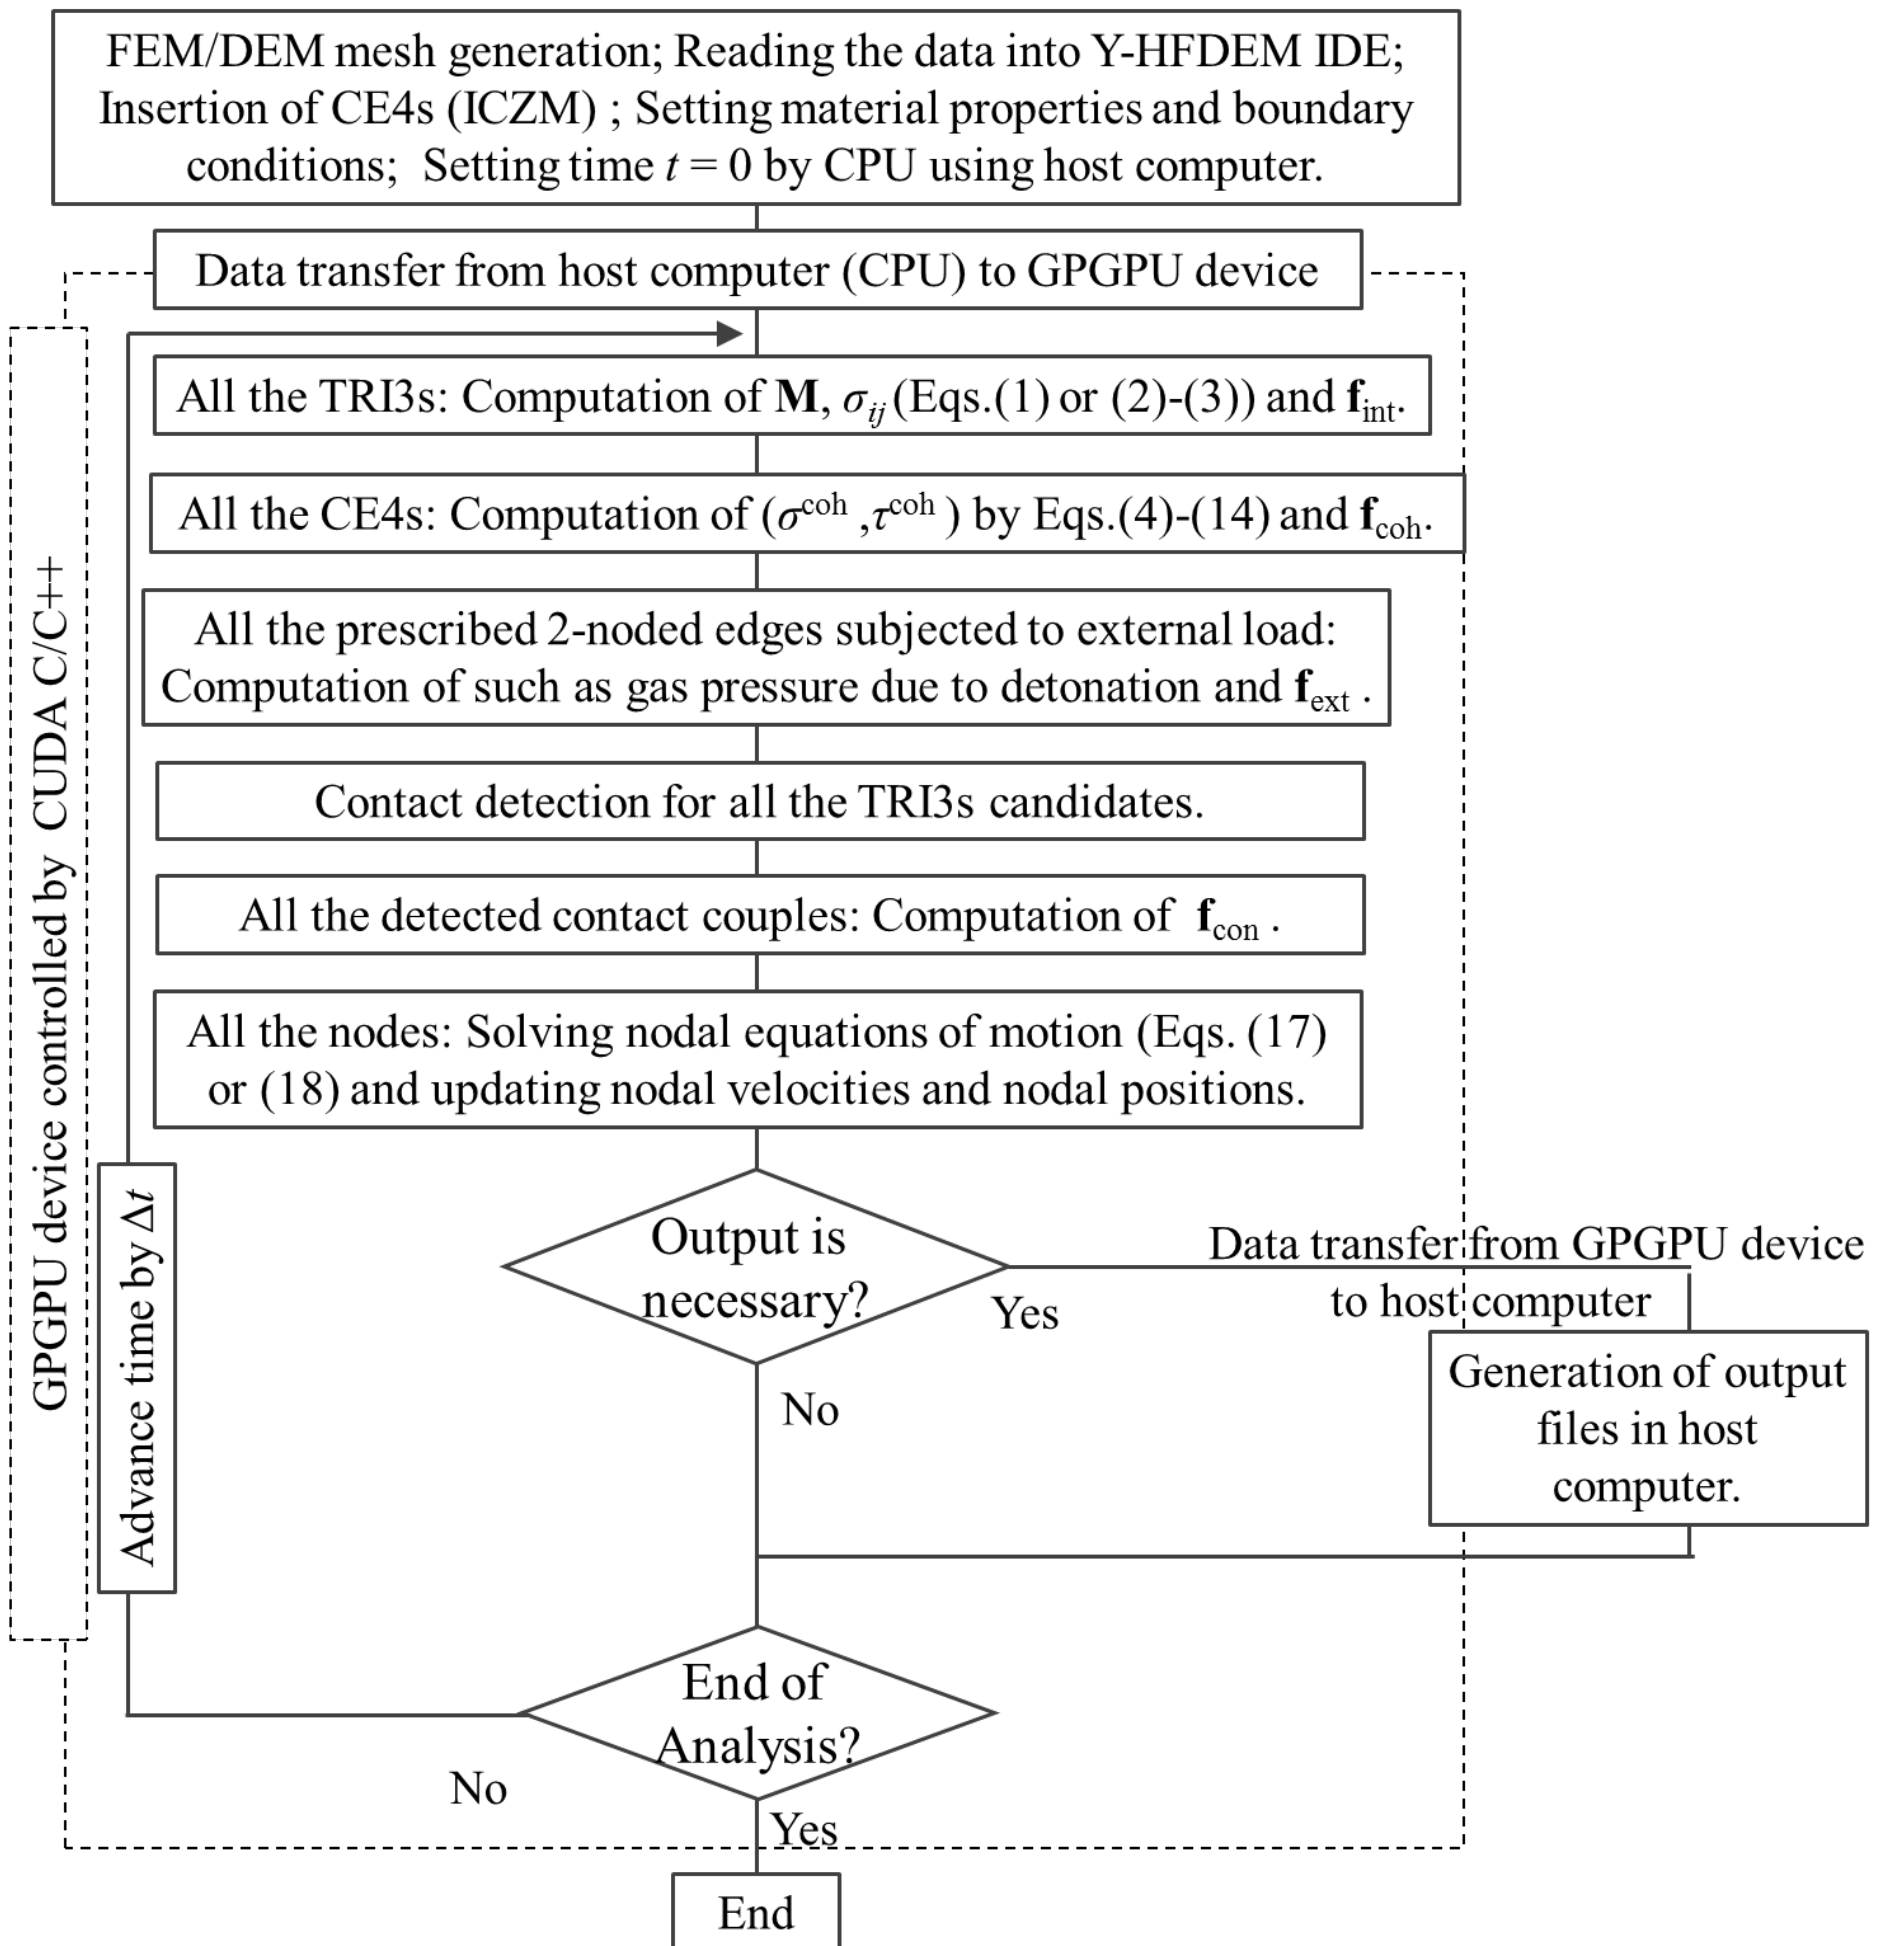 FEM/DEM mesh generation; Reading the data into Y-HFDEM IDE;
Insertion of CE4s (ICZM) ; Setting material properties and boundary
conditions; Setting time t = 0 by CPU using host computer.
Data transfer from host computer (CPU) to GPGPU device
All the TRI3s: Computation of M, σij (Eqs.(1) or (2)-(3)) and fint.
All the CE4s: Computation of (σcoh ,τcoh ) by Eqs.(4)-(14) and fcoh.
All the prescribed 2-noded edges subjected to external load:
Computation of such as gas pressure due to detonation and fext .
Contact detection for all the TRI3s candidates.
All the detected contact couples: Computation of fcon .
All the nodes: Solving nodal equations of motion (Eqs. (17)
or (18) and updating nodal velocities and nodal positions.
GPGPU device controlled by CUDA C/C++
Advance time by Δt
Output is
necessary?
Yes
No
Data transfer from GPGPU device
to host computer
Generation of output
files in host
computer.
End of
Analysis?
No
Yes
End